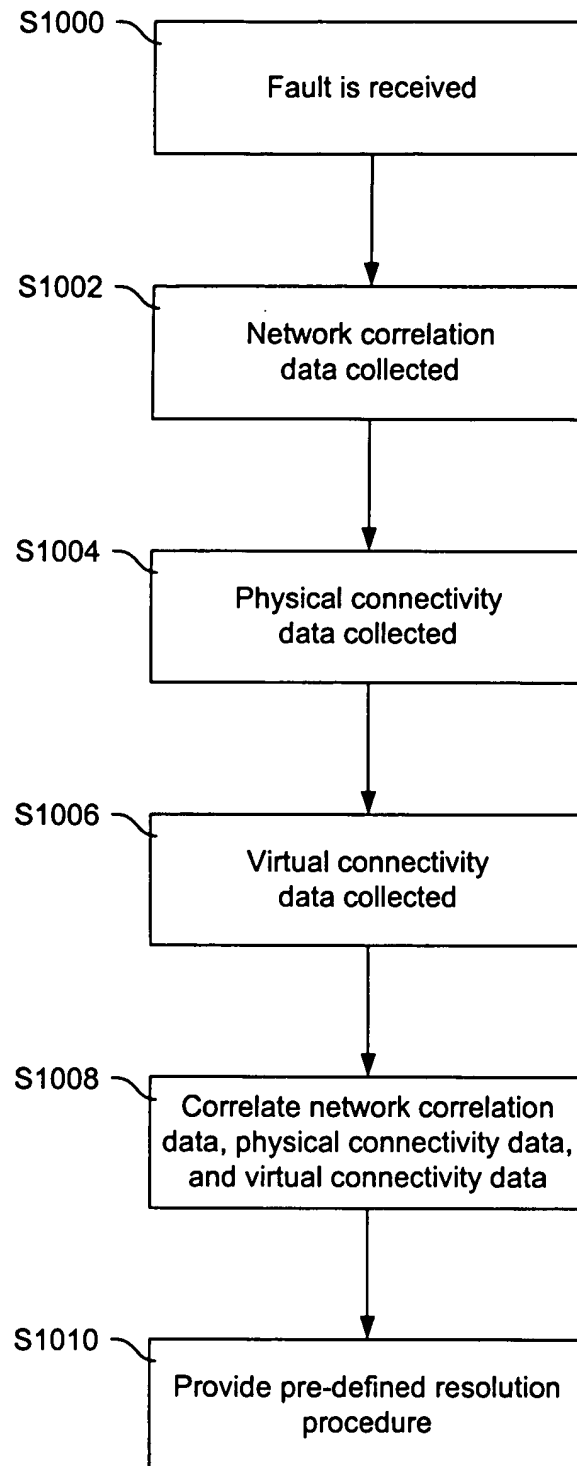 S1000
Fault is received
S1002
Network correlation
data collected
S1004
Physical connectivity
data collected
S1006
Virtual connectivity
data collected
S1008
Correlate network correlation
data, physical connectivity data,
and virtual connectivity data
S1010
Provide pre-defined resolution
procedure